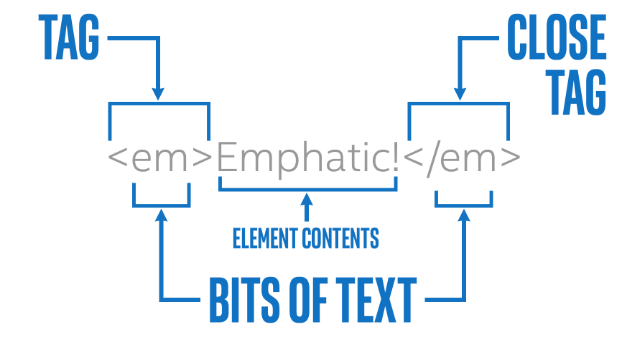 TAG
CLOSE
TAG
<em>Emphatic!</em>
ELEMENT CONTENTS
BITS OF TEXT